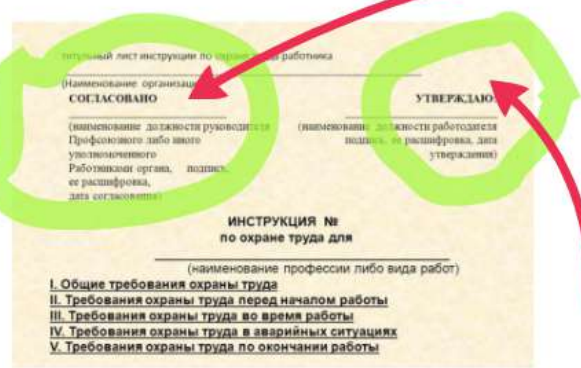 титульный лист инструкции по охране труда работника
(Наименование организации
СОГЛАСОВАНО УТВЕРЖДАЮ
(наименование должности руководителя (наименование должности работодателя
Профсоюзного либо иного подпись, ее расшифровка, дата
уполномоченного утверждения)
Работниками органа, подпись,
ее расшифровка,
дата согласования)
ИНСТРУКЦИЯ №
по охране труда для
(наименование профессии либо вида работ)
I. Общие требования охраны труда
II. Требования охраны труда перед началом работы
III. Требования охраны труда во время работы
IV. Требования охраны труда в аварийных ситуациях
V. Требования охраны труда по окончании работы